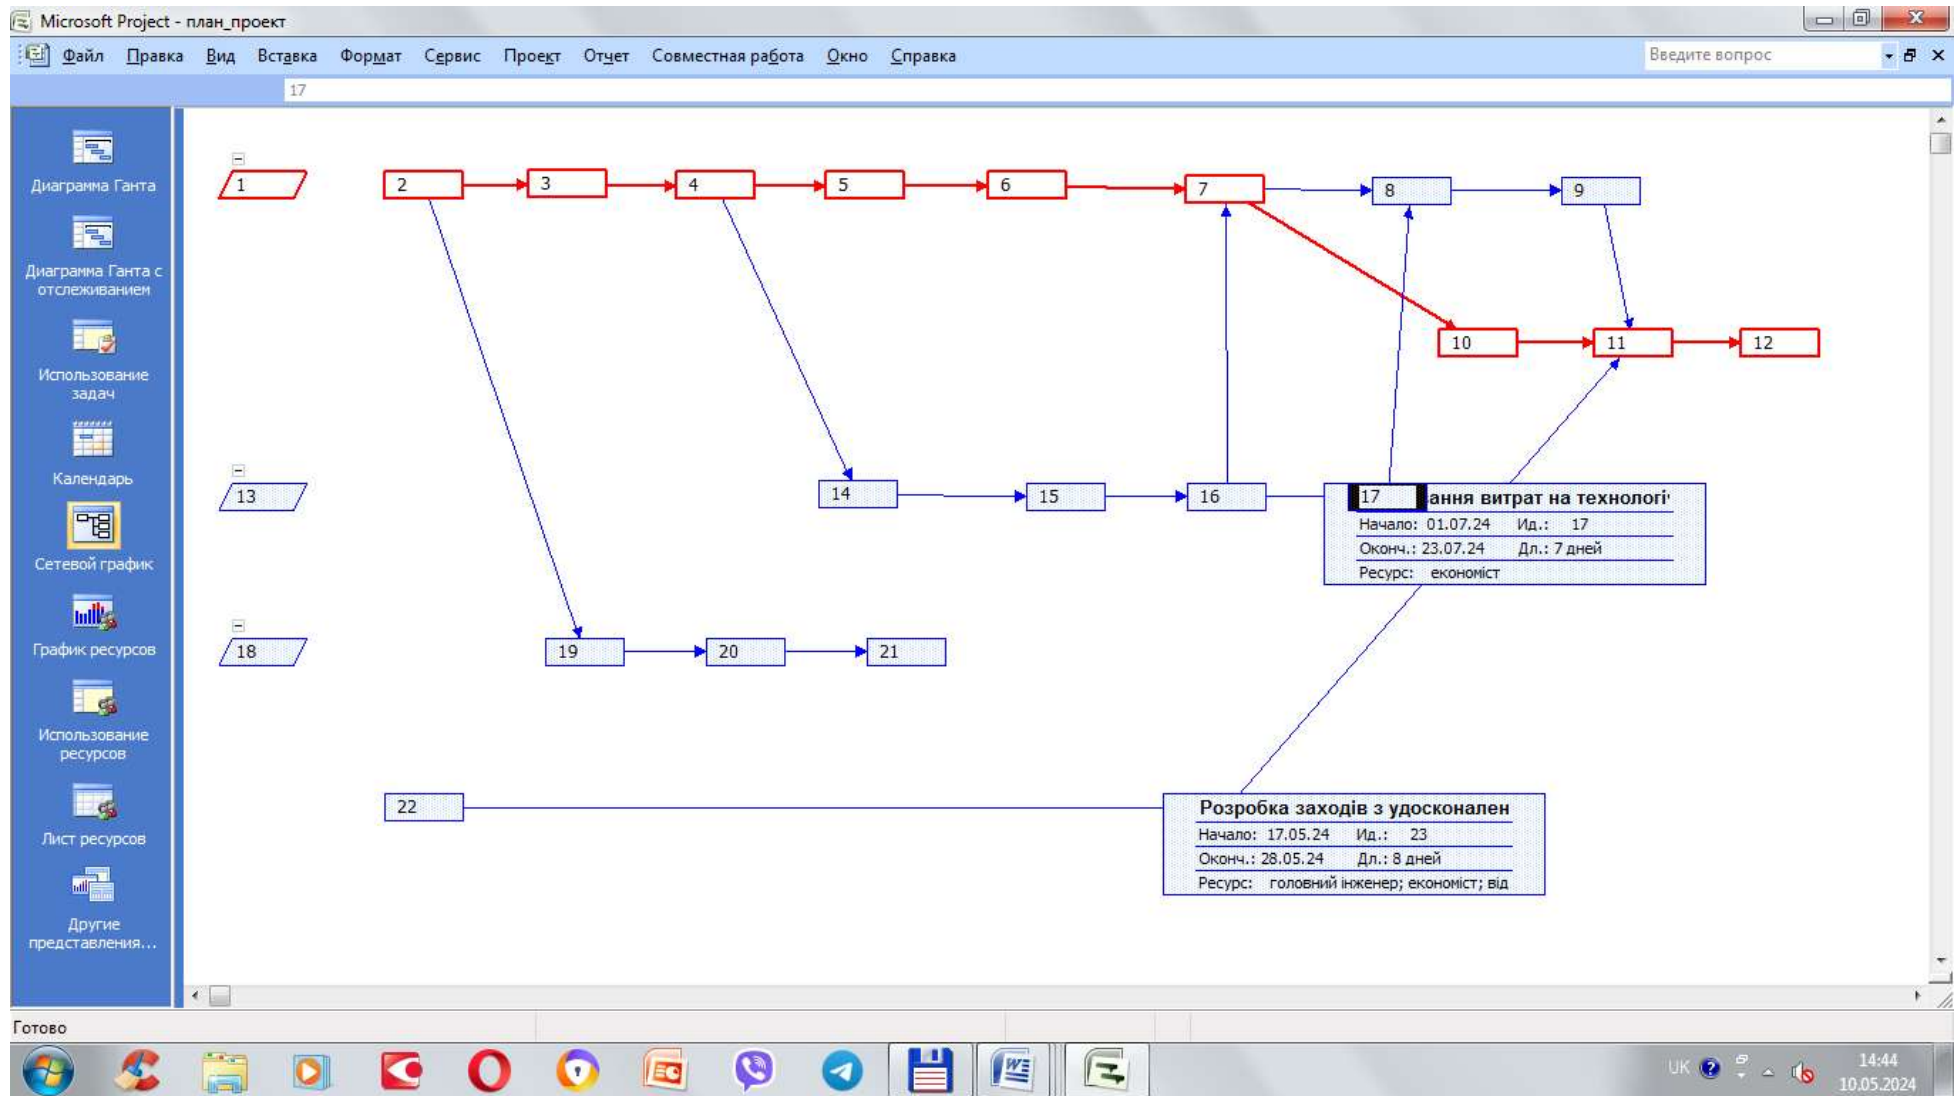 Microsoft Project - план_проект
Файл Правка Вид Вставка Формат Сервис Проект Отчет Совместная работа Окно Справка Введите вопрос
17
Диаграмма Ганта
Диаграмма Ганта с
отслеживанием
Использование
задач
Календарь
Сетевой график
График ресурсов
Использование
ресурсов
Лист ресурсов
Другие
представления...
1 2 3 4 5 6 7 8 9
10 11 12
13 14 15 16 17 ання витрат на технологі
Начало: 01.07.24 Ид.: 17
Оконч.: 23.07.24 Дл.: 7 дней
Ресурс: економіст
18 19 20 21
22 Розробка заходів з удосконален
Начало: 17.05.24 Ид.: 23
Оконч.: 28.05.24 Дл.: 8 дней
Ресурс: головний інженер; економіст; від
Готово
UK 14:44
10.05.2024